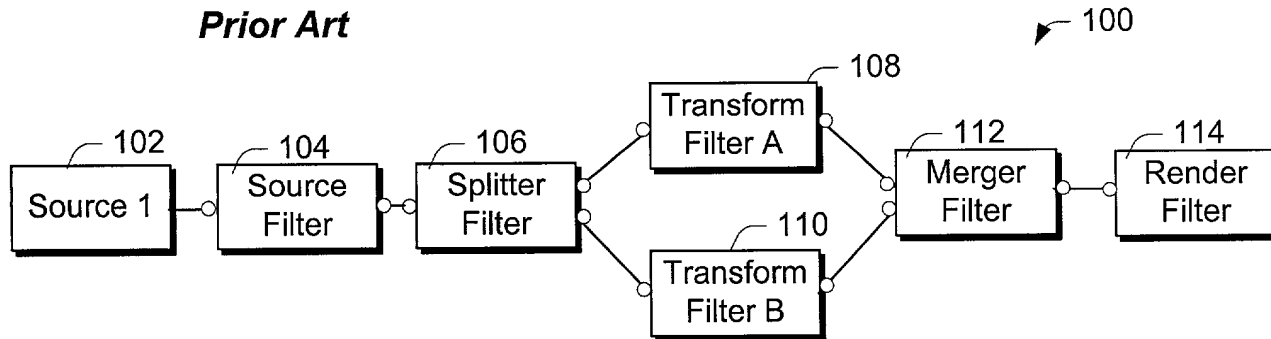 Prior Art
100
102
Source 1
104
Source
Filter
106
Splitter
Filter
108
Transform
Filter A
110
Transform
Filter B
112
Merger
Filter
114
Render
Filter